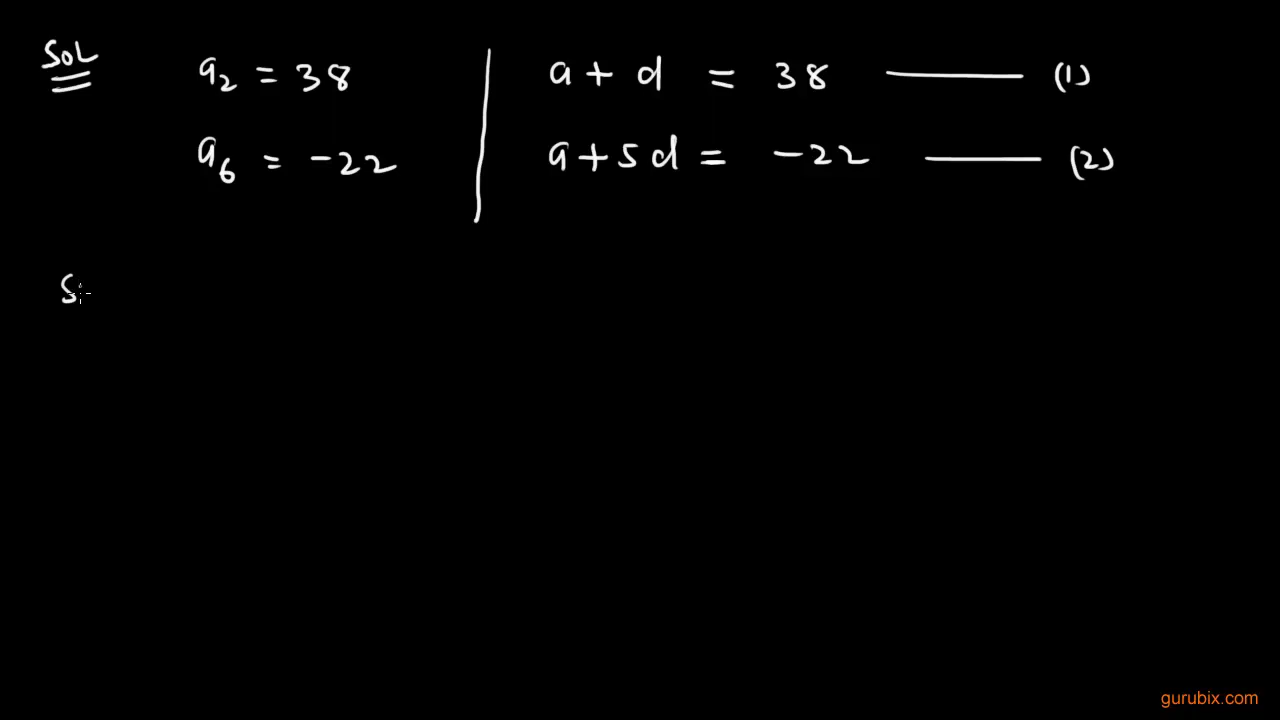 SoL a₂ = 38 | a + d = 38 ——— (1)
a₆ = -22 | a + 5d = -22 ——— (2)
S
gurubix.com